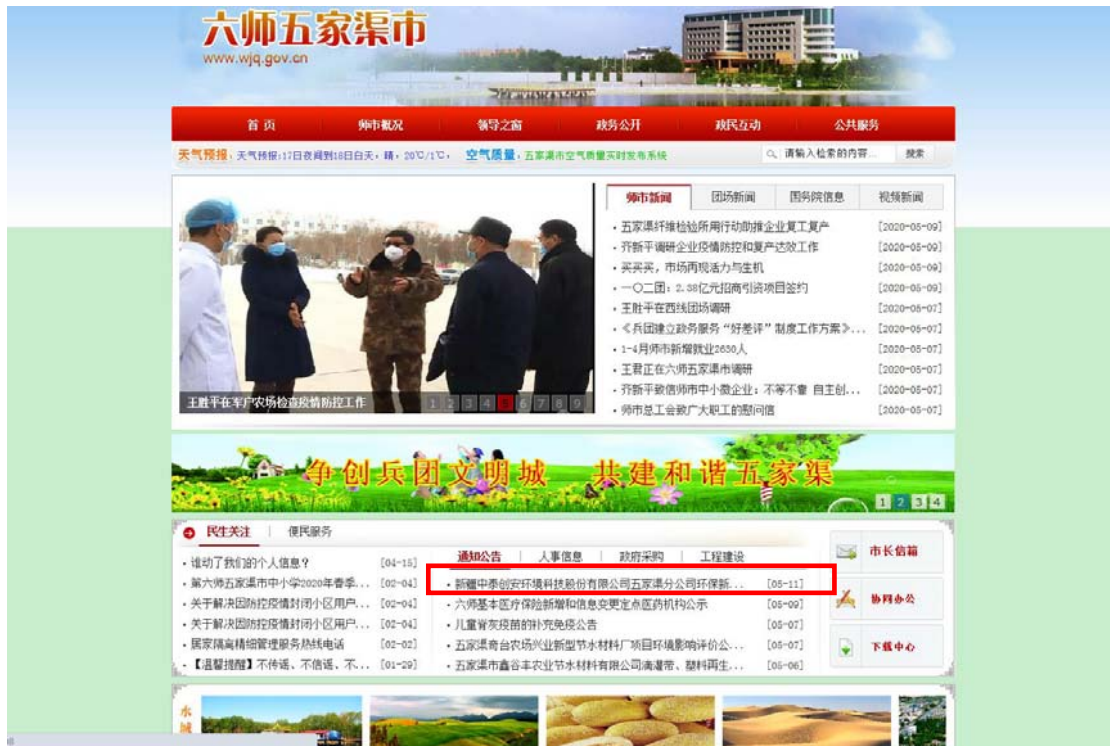 六师五家渠市
www.wjq.gov.cn
首 页 师市概况 领导之窗 政务公开 政民互动 公共服务
天气预报：天气预报:17日夜间到18日白天，晴，20℃/1℃， 空气质量：五家渠市空气质量实时发布系统 请输入检索的内容... 搜索
师市新闻 团场新闻 国务院信息 视频新闻
· 五家渠纤维检验所用行动助推企业复工复产 [2020-05-09]
· 齐新平调研企业疫情防控和复产达效工作 [2020-05-09]
· 买买买，市场再现活力与生机 [2020-05-09]
· 一〇二团：2.38亿元招商引资项目签约 [2020-05-09]
· 王胜平在西线团场调研 [2020-05-07]
· 《兵团建立政务服务“好差评”制度工作方案》... [2020-05-07]
· 1-4月师市新增就业2630人 [2020-05-07]
· 王君正在六师五家渠市调研 [2020-05-07]
· 齐新平致信师市中小微企业：不等不靠 自主创... [2020-05-07]
· 师市总工会致广大职工的慰问信 [2020-05-07]
王胜平在军户农场检查疫情防控工作 1 2 3 4 5 6 7 8 9
争创兵团文明城 共建和谐五家渠
1 2 3 4
民生关注 便民服务
· 谁动了我们的个人信息？ [04-15]
· 第六师五家渠市中小学2020年春季... [02-04]
· 关于解决因防控疫情封闭小区用户... [02-04]
· 关于解决因防控疫情封闭小区用户... [02-04]
· 居家隔离精细管理服务热线电话 [02-02]
· 【温馨提醒】不传谣、不信谣、不... [01-29]
通知公告 人事信息 政府采购 工程建设
· 新疆中泰创安环境科技股份有限公司五家渠分公司环保新... [05-11]
· 六师基本医疗保险新增和信息变更定点医药机构公示 [05-09]
· 儿童脊灰疫苗的补充免疫公告 [05-07]
· 五家渠奇台农场兴业新型节水材料厂项目环境影响评价公... [05-07]
· 五家渠市鑫谷丰农业节水材料有限公司滴灌带、塑料再生... [05-06]
市长信箱
协同办公
下载中心
水
城